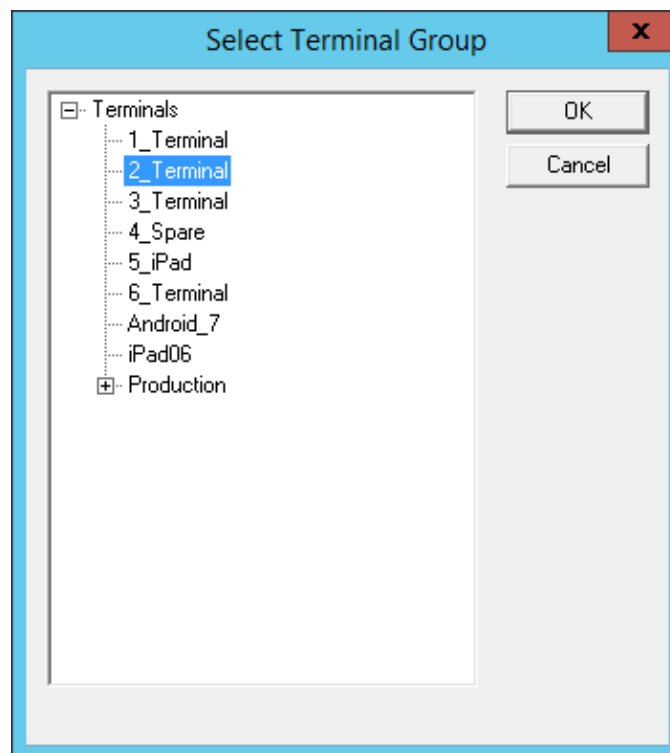 Select Terminal Group
x
Terminals
OK
1_Terminal
2_Terminal
Cancel
3_Terminal
4_Spare
5_iPad
6_Terminal
Android_7
iPad06
Production